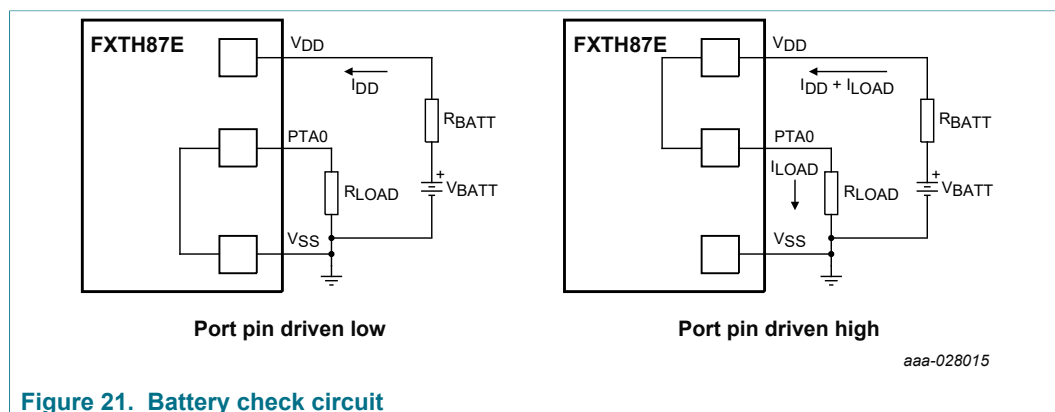 FXTH87E
VDD
IDD
RBATT
PTA0
RLOAD
+
VBATT
VSS
Port pin driven low
FXTH87E
VDD
IDD + ILOAD
RBATT
PTA0
ILOAD
RLOAD
+
VBATT
VSS
Port pin driven high
aaa-028015
Figure 21. Battery check circuit